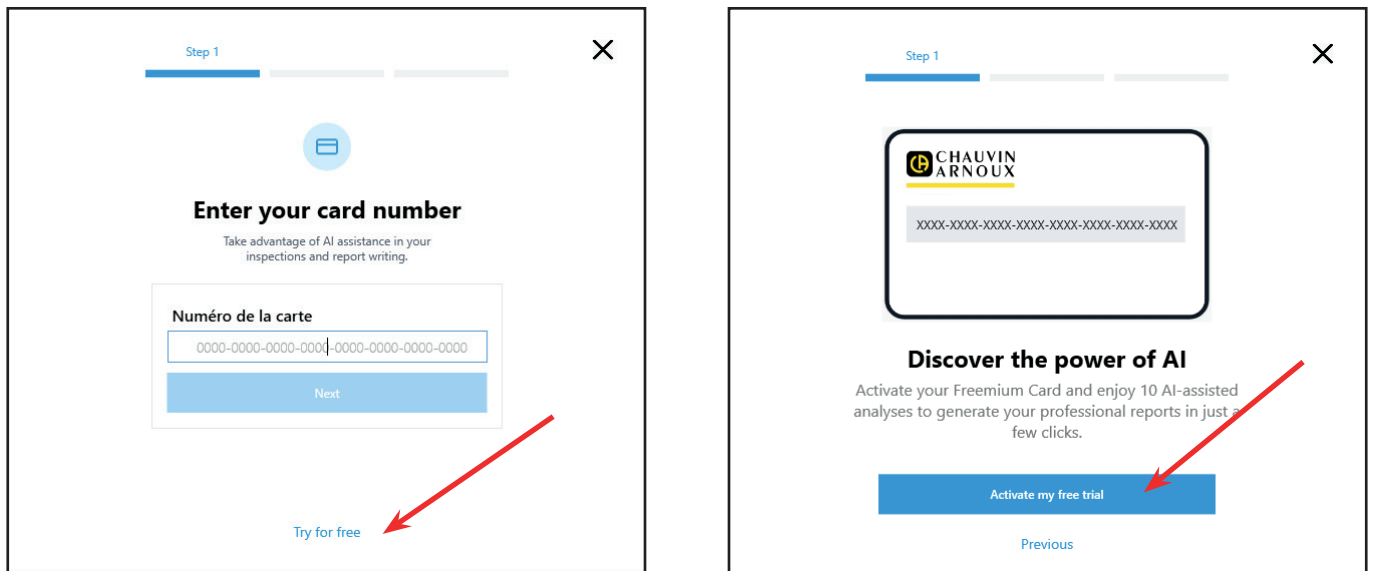 Step 1
Enter your card number
Take advantage of AI assistance in your
inspections and report writing.
Numéro de la carte
0000-0000-0000-0000-0000-0000-0000-0000
Next
Try for free
Step 1
CHAUVIN
ARNOUX
XXXX-XXXX-XXXX-XXXX-XXXX-XXXX-XXXX-XXXX
Discover the power of AI
Activate your Freemium Card and enjoy 10 AI-assisted
analyses to generate your professional reports in just a
few clicks.
Activate my free trial
Previous